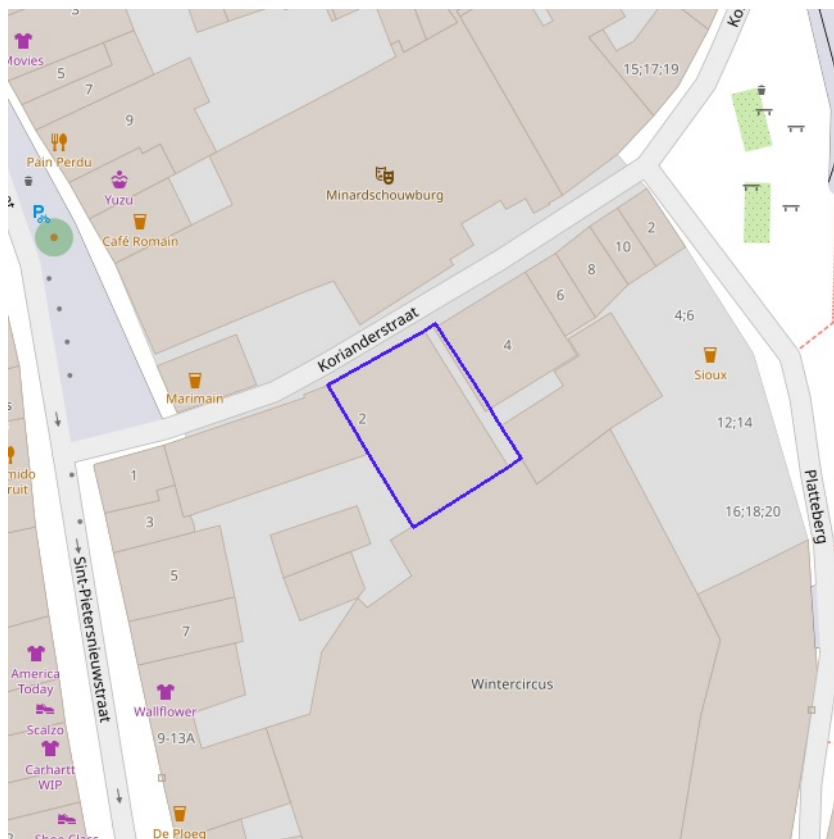 3
Movies
5
7
9
15;17;19
Pain Perdu
Yuzu
Minardschouwburg
Café Romain
2
10
8
6
4;6
Korianderstraat
4
Sioux
Marimain
2
12;14
1
3
16;18;20
Platteberg
5
Sint-Pietersnieuwstraat
7
America
Today
Wintercircus
Wallflower
Scalzo
9-13A
Carhartt
WIP
De Ploeg